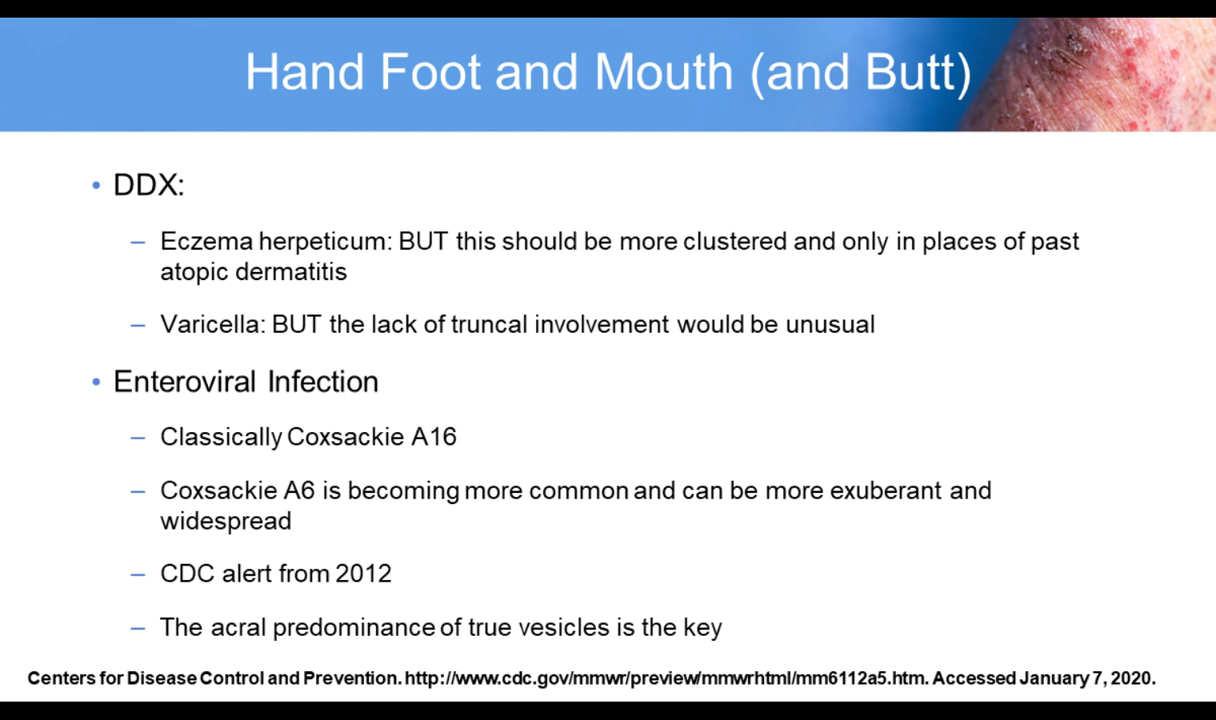 Hand Foot and Mouth (and Butt)
• DDX:
– Eczema herpeticum: BUT this should be more clustered and only in places of past
atopic dermatitis
– Varicella: BUT the lack of truncal involvement would be unusual
• Enteroviral Infection
– Classically Coxsackie A16
– Coxsackie A6 is becoming more common and can be more exuberant and
widespread
– CDC alert from 2012
– The acral predominance of true vesicles is the key
Centers for Disease Control and Prevention. http://www.cdc.gov/mmwr/preview/mmwrhtml/mm6112a5.htm. Accessed January 7, 2020.